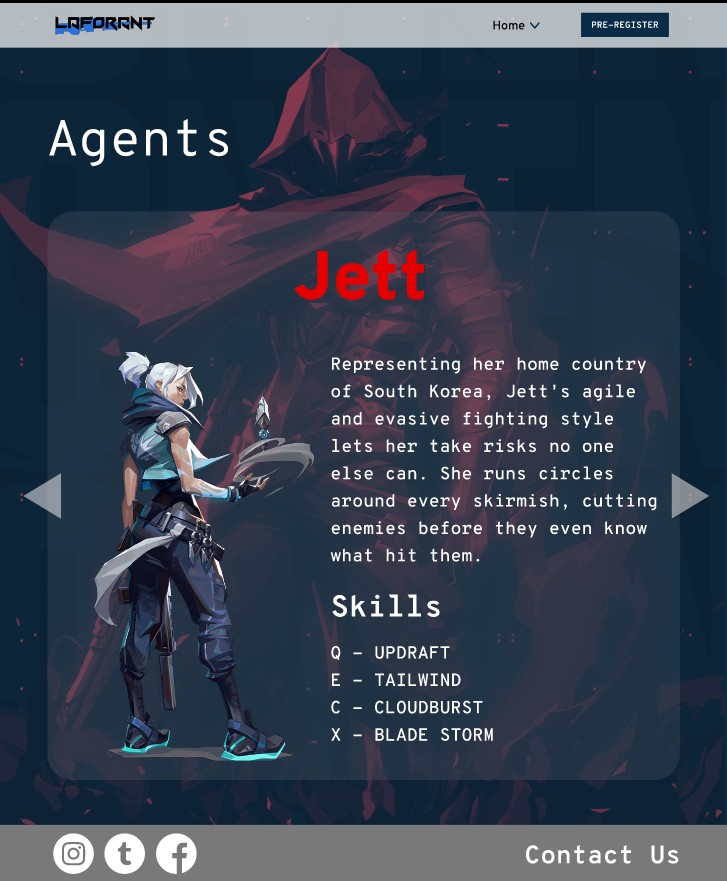 LAFORANT
Home
PRE-REGISTER
Agents
Jett
Representing her home country
of South Korea, Jett's agile
and evasive fighting style
lets her take risks no one
else can. She runs circles
around every skirmish, cutting
enemies before they even know
what hit them.
Skills
Q - UPDRAFT
E - TAILWIND
C - CLOUDBURST
X - BLADE STORM
Contact Us